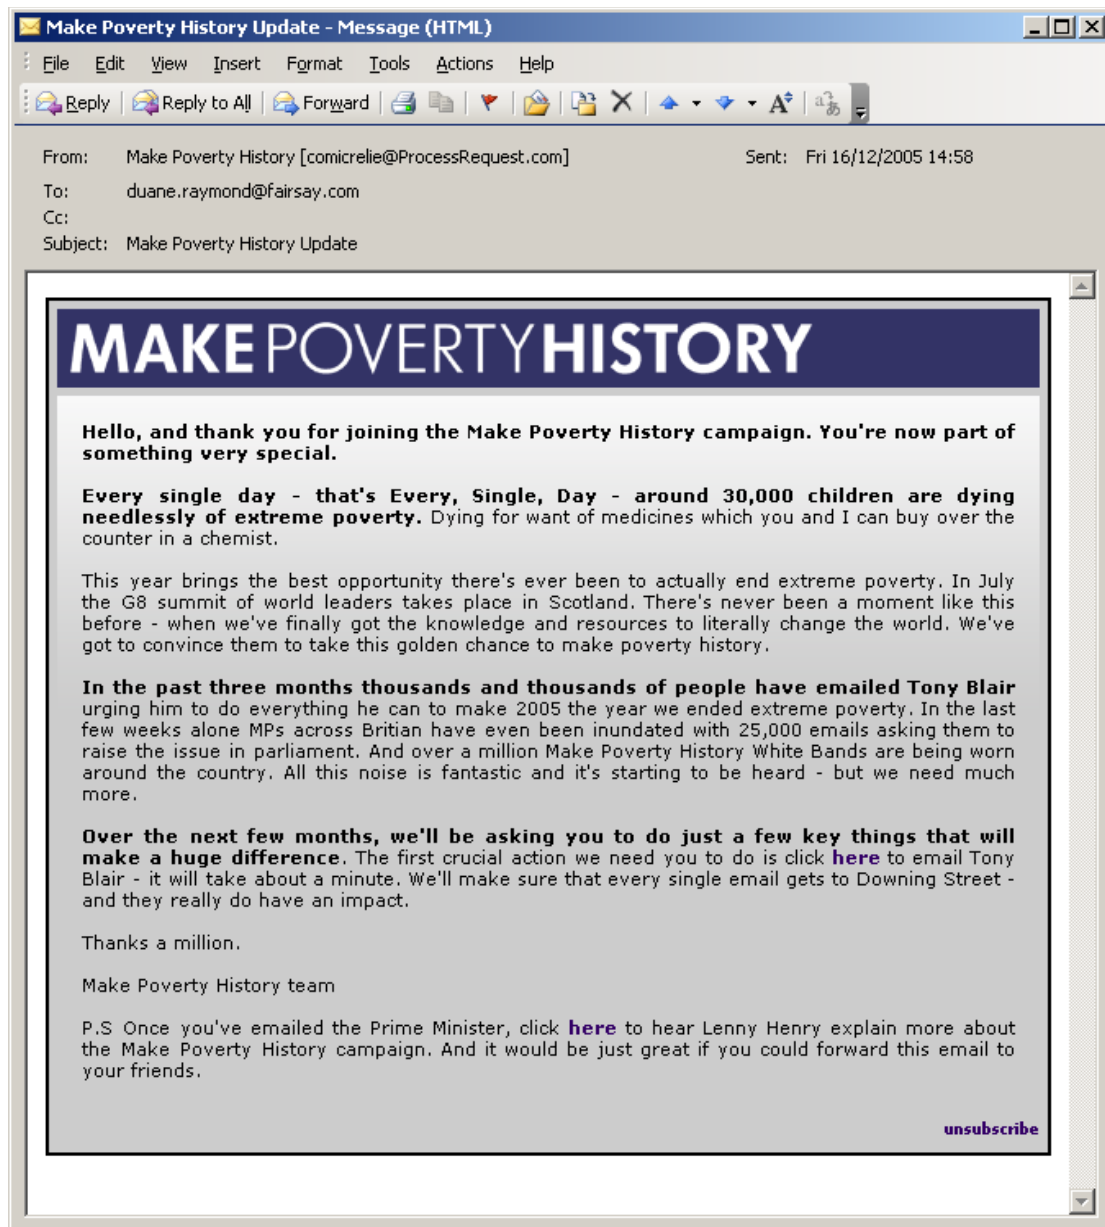 Make Poverty History Update - Message (HTML)
File Edit View Insert Format Tools Actions Help
Reply Reply to All Forward
From: Make Poverty History [comicrelie@ProcessRequest.com] Sent: Fri 16/12/2005 14:58
To: duane.raymond@fairsay.com
Cc:
Subject: Make Poverty History Update
MAKEPOVERTYHISTORY
Hello, and thank you for joining the Make Poverty History campaign. You're now part of
something very special.
Every single day - that's Every, Single, Day - around 30,000 children are dying
needlessly of extreme poverty. Dying for want of medicines which you and I can buy over the
counter in a chemist.
This year brings the best opportunity there's ever been to actually end extreme poverty. In July
the G8 summit of world leaders takes place in Scotland. There's never been a moment like this
before - when we've finally got the knowledge and resources to literally change the world. We've
got to convince them to take this golden chance to make poverty history.
In the past three months thousands and thousands of people have emailed Tony Blair
urging him to do everything he can to make 2005 the year we ended extreme poverty. In the last
few weeks alone MPs across Britian have even been inundated with 25,000 emails asking them to
raise the issue in parliament. And over a million Make Poverty History White Bands are being worn
around the country. All this noise is fantastic and it's starting to be heard - but we need much
more.
Over the next few months, we'll be asking you to do just a few key things that will
make a huge difference. The first crucial action we need you to do is click here to email Tony
Blair - it will take about a minute. We'll make sure that every single email gets to Downing Street -
and they really do have an impact.
Thanks a million.
Make Poverty History team
P.S Once you've emailed the Prime Minister, click here to hear Lenny Henry explain more about
the Make Poverty History campaign. And it would be just great if you could forward this email to
your friends.
unsubscribe